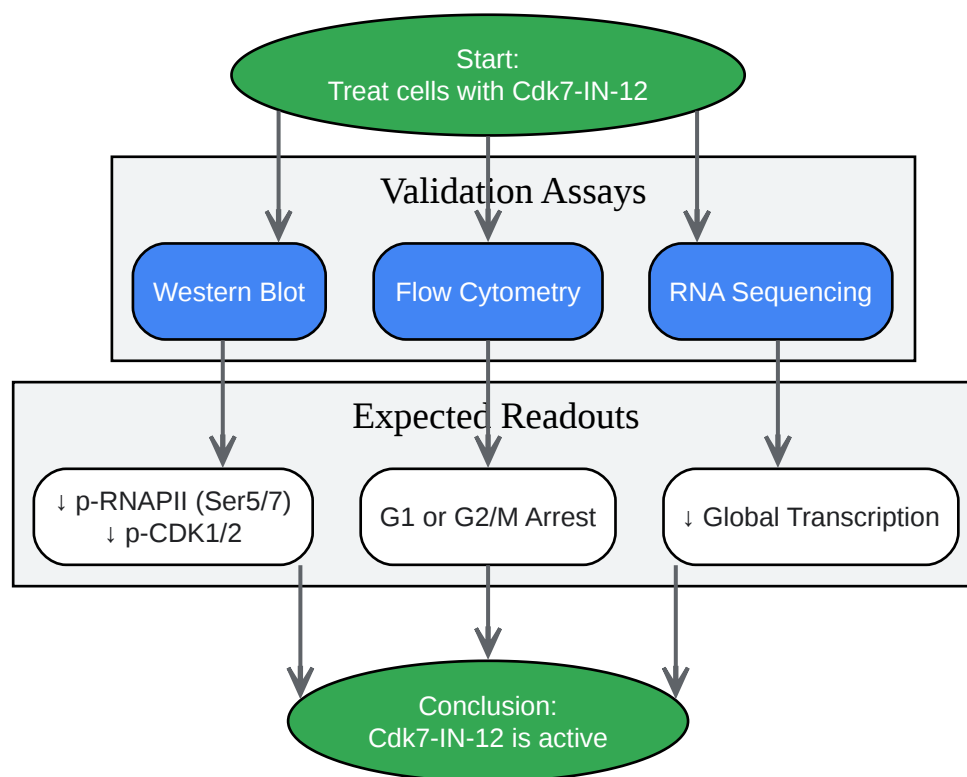 Start:
Treat cells with Cdk7-IN-12
Validation Assays
Western Blot
Flow Cytometry
RNA Sequencing
Expected Readouts
↓ p-RNAPII (Ser5/7)
↓ p-CDK1/2
G1 or G2/M Arrest
↓ Global Transcription
Conclusion:
Cdk7-IN-12 is active